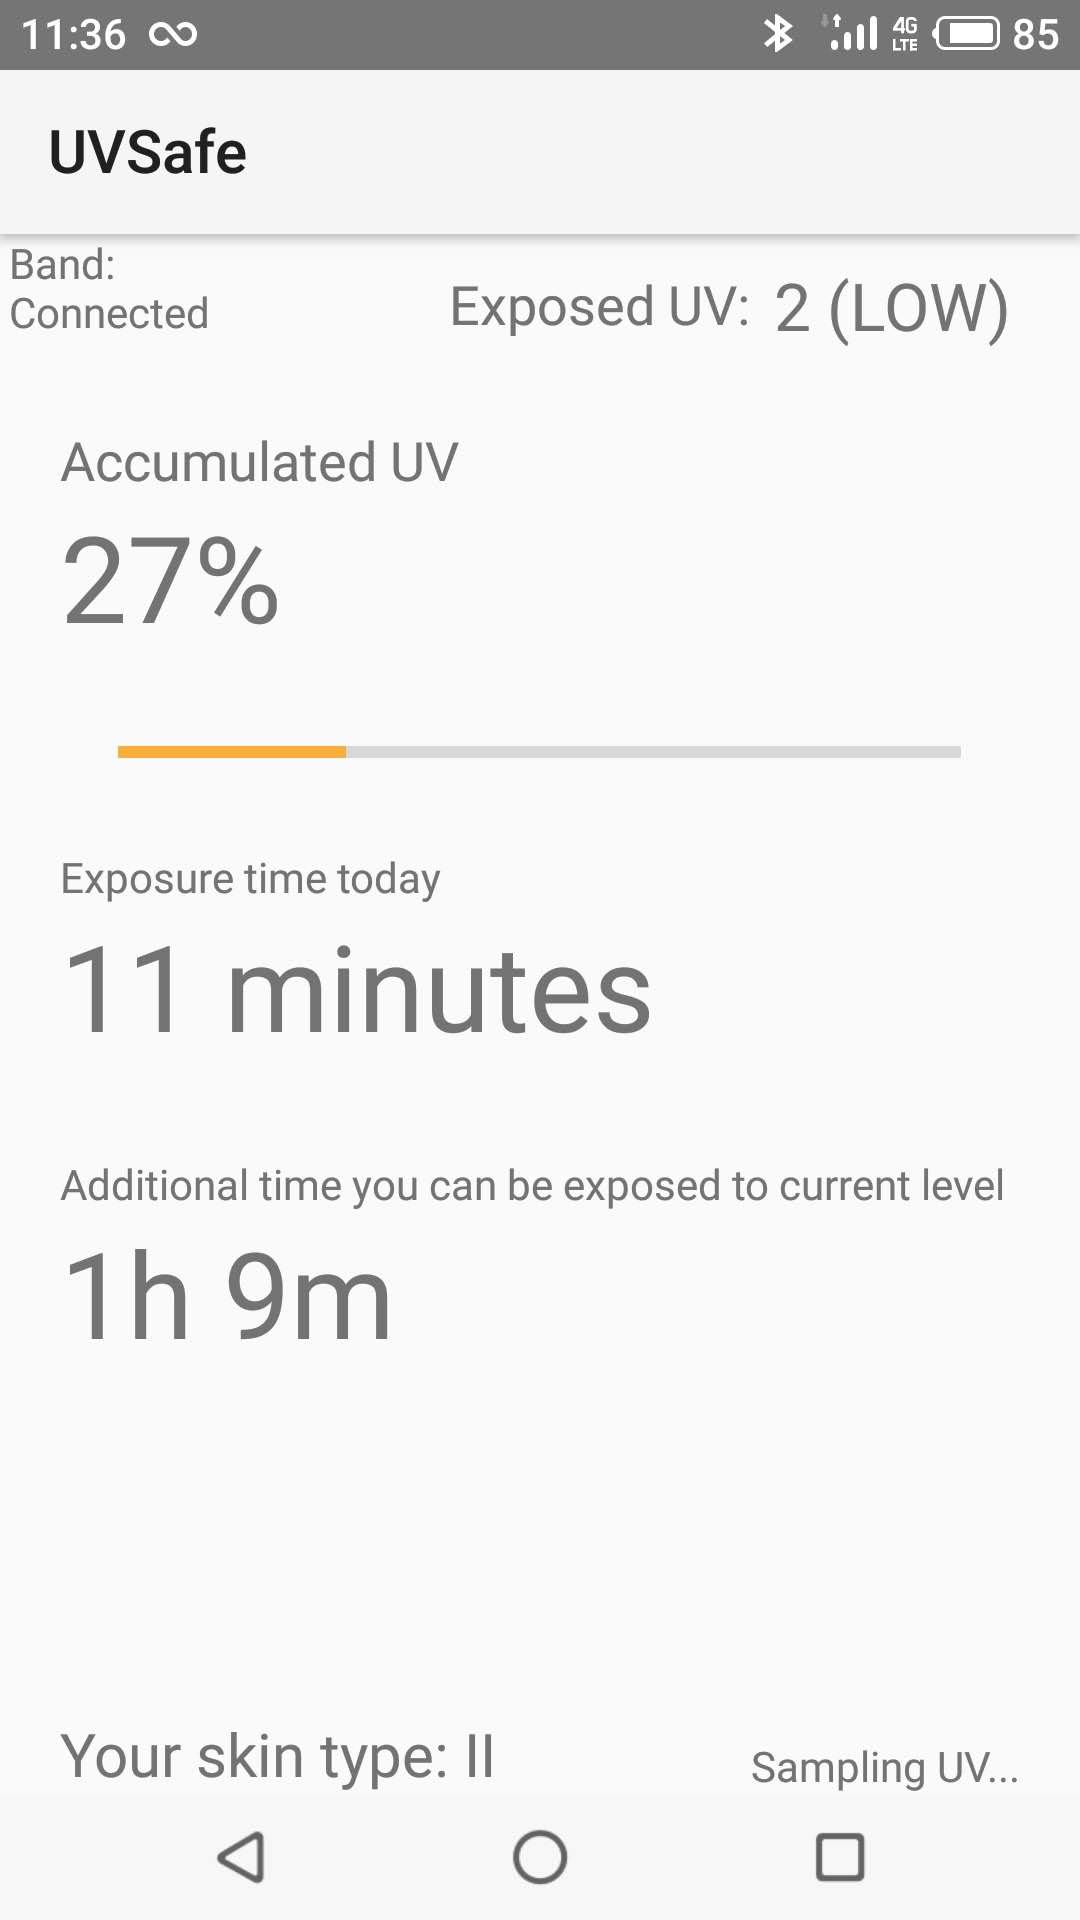 11:36 4G LTE 85
UVSafe
Band:
Connected
Exposed UV: 2 (LOW)
Accumulated UV
27%
Exposure time today
11 minutes
Additional time you can be exposed to current level
1h 9m
Your skin type: II
Sampling UV...